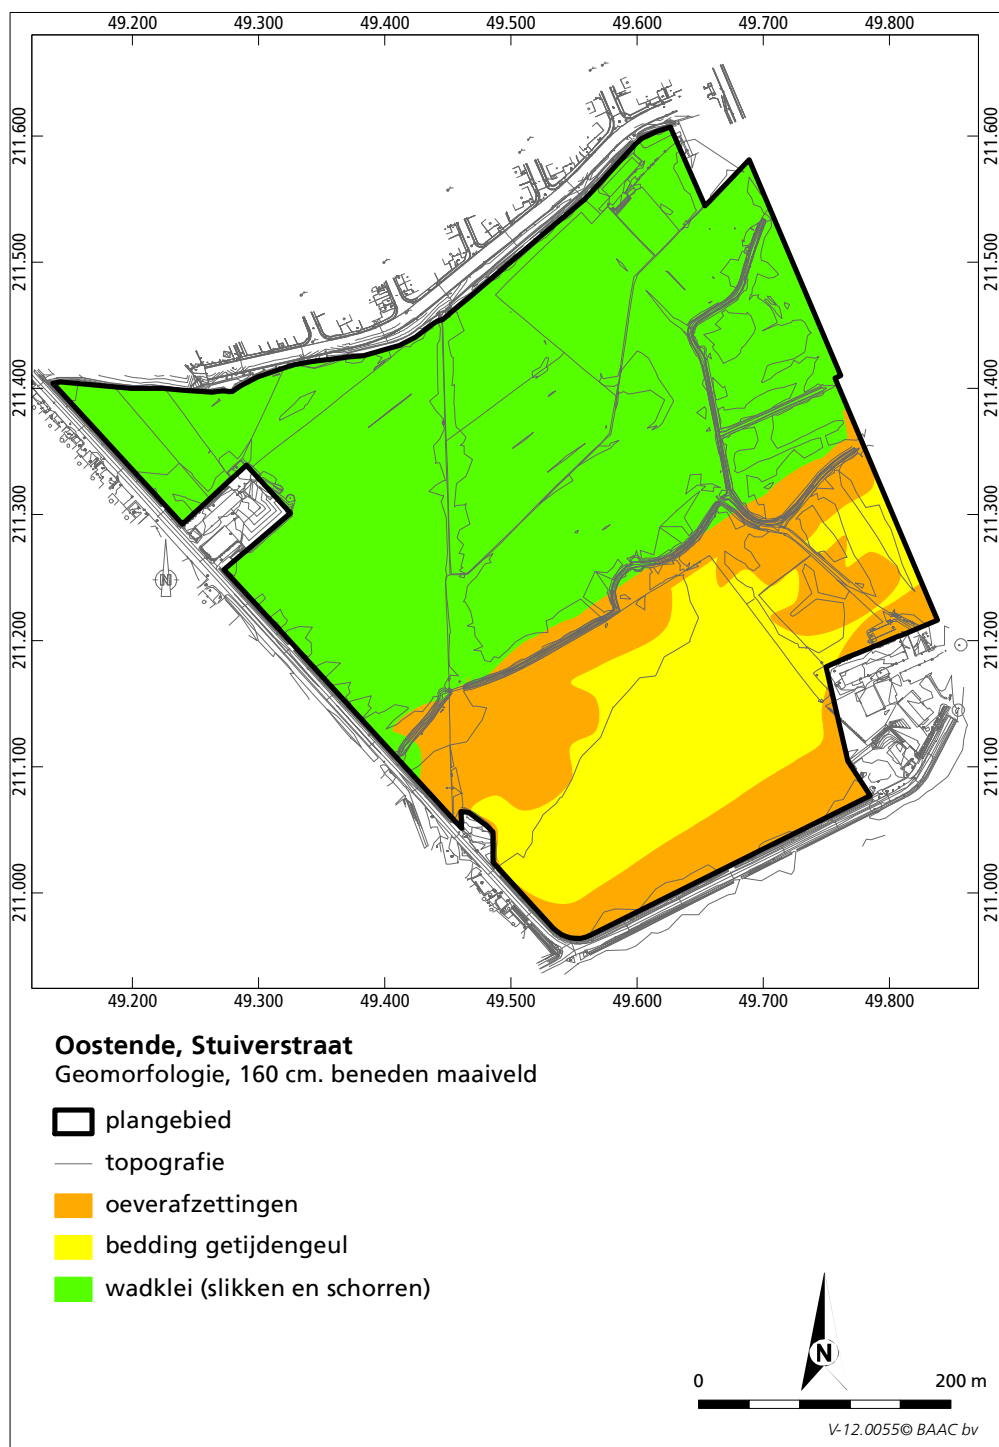 49.200 49.300 49.400 49.500 49.600 49.700 49.800
211.600 211.600
211.500 211.500
211.400 211.400
211.300 211.300
N
211.200 211.200
211.100 211.100
211.000 211.000
49.200 49.300 49.400 49.500 49.600 49.700 49.800
Oostende, Stuiverstraat
Geomorfologie, 160 cm. beneden maaiveld
plangebied
topografie
oeverafzettingen
bedding getijdengeul
wadklei (slikken en schorren)
N
0 200 m
V-12.0055© BAAC bv